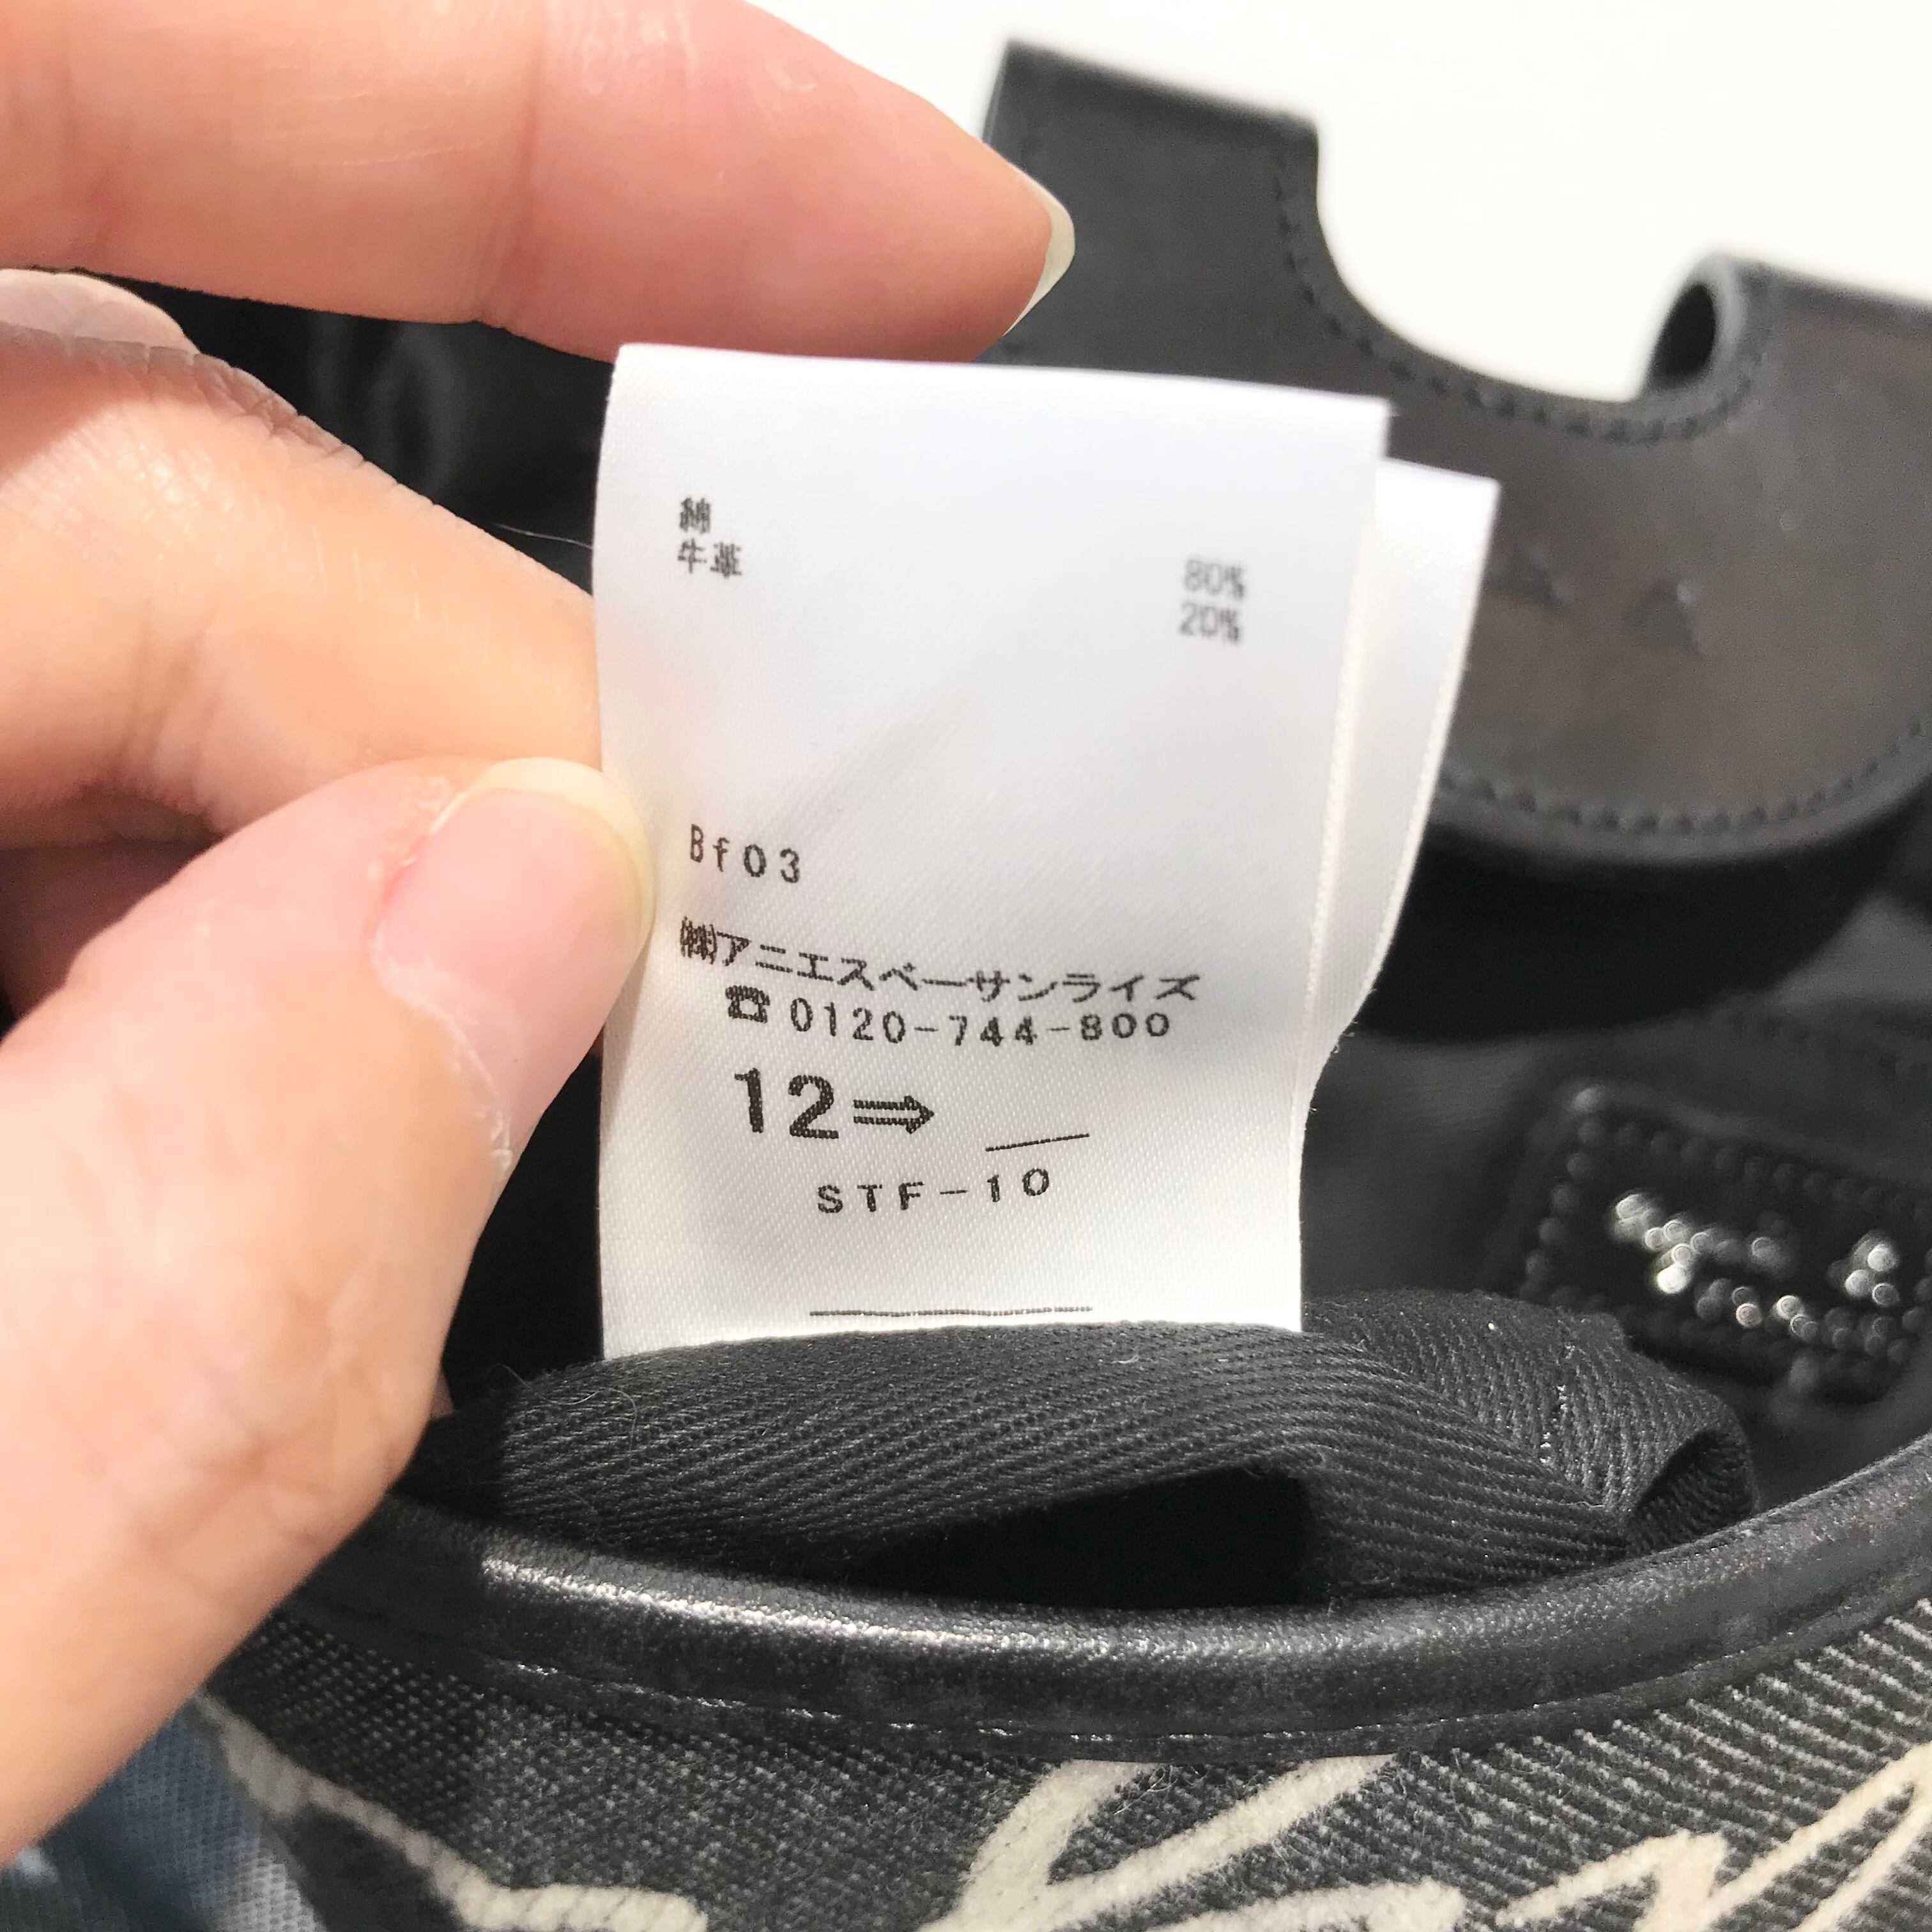 綿 80%
牛革 20%
Bf03
㈱アニエスベーサンライズ
☎0120-744-800
12⇒
STF-10